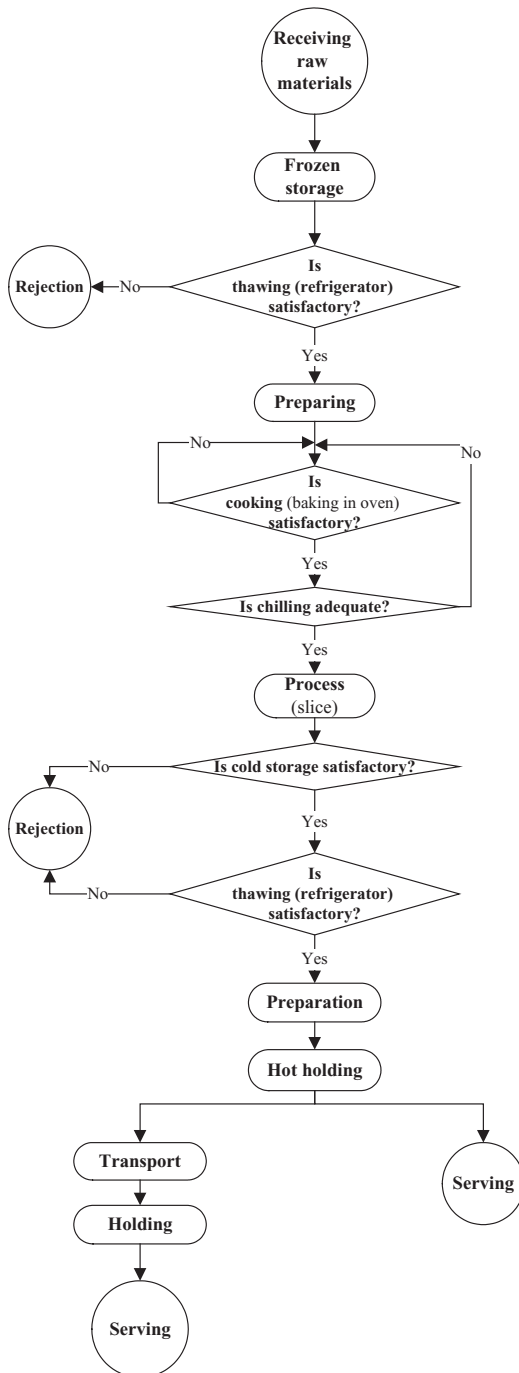 Receiving
raw
materials
Frozen
storage
Is
thawing (refrigerator)
satisfactory?
No
Rejection
Yes
Preparing
No
No
Is
cooking (baking in oven)
satisfactory?
Yes
Is chilling adequate?
Yes
Process
(slice)
No
Is cold storage satisfactory?
Rejection
Yes
Is
thawing (refrigerator)
satisfactory?
No
Yes
Preparation
Hot holding
Transport
Serving
Holding
Serving